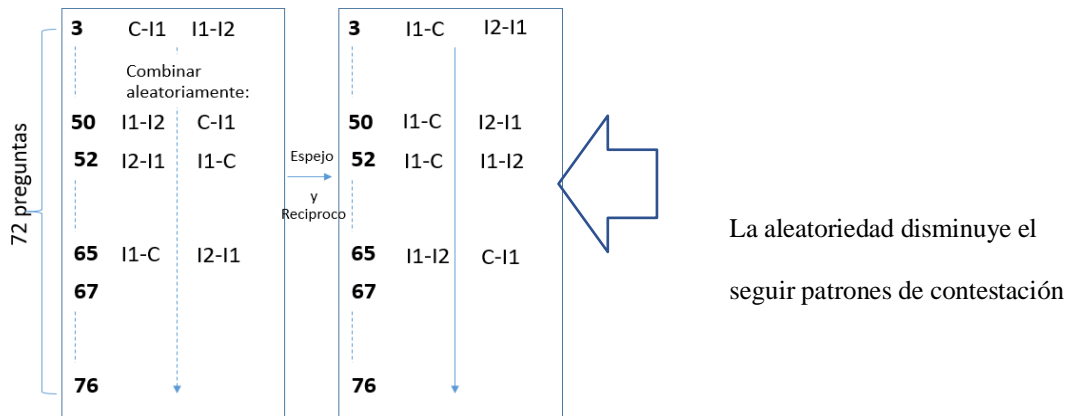 72 preguntas
3 C-I1 I1-I2
Combinar
aleatoriamente:
50 I1-I2 C-I1
52 I2-I1 I1-C
65 I1-C I2-I1
67
76
Espejo
y
Reciproco
3 I1-C I2-I1
50 I1-C I2-I1
52 I1-C I1-I2
65 I1-I2 C-I1
67
76
La aleatoriedad disminuye el
seguir patrones de contestación